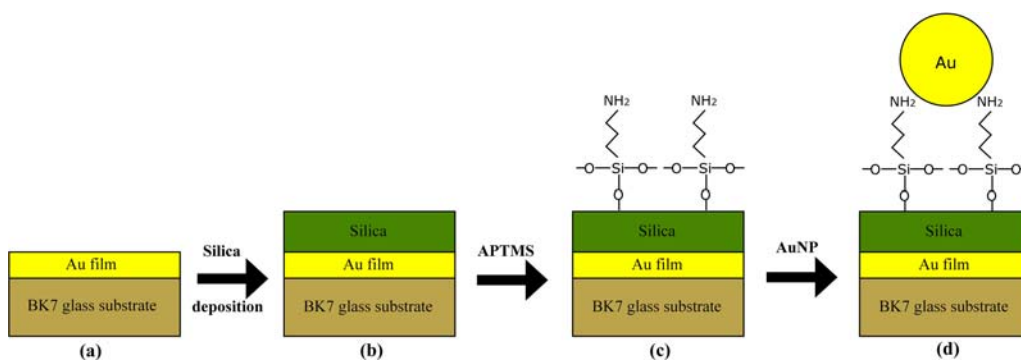 Au
NH₂ NH₂
NH₂ NH₂
—O—Si—O— —O—Si—O—
O O
—O—Si—O— —O—Si—O
O O
Silica
deposition
Silica
APTMS
Silica
AuNP
Silica
Au film
Au film
Au film
Au film
BK7 glass substrate
BK7 glass substrate
BK7 glass substrate
BK7 glass substrate
(a)
(b)
(c)
(d)